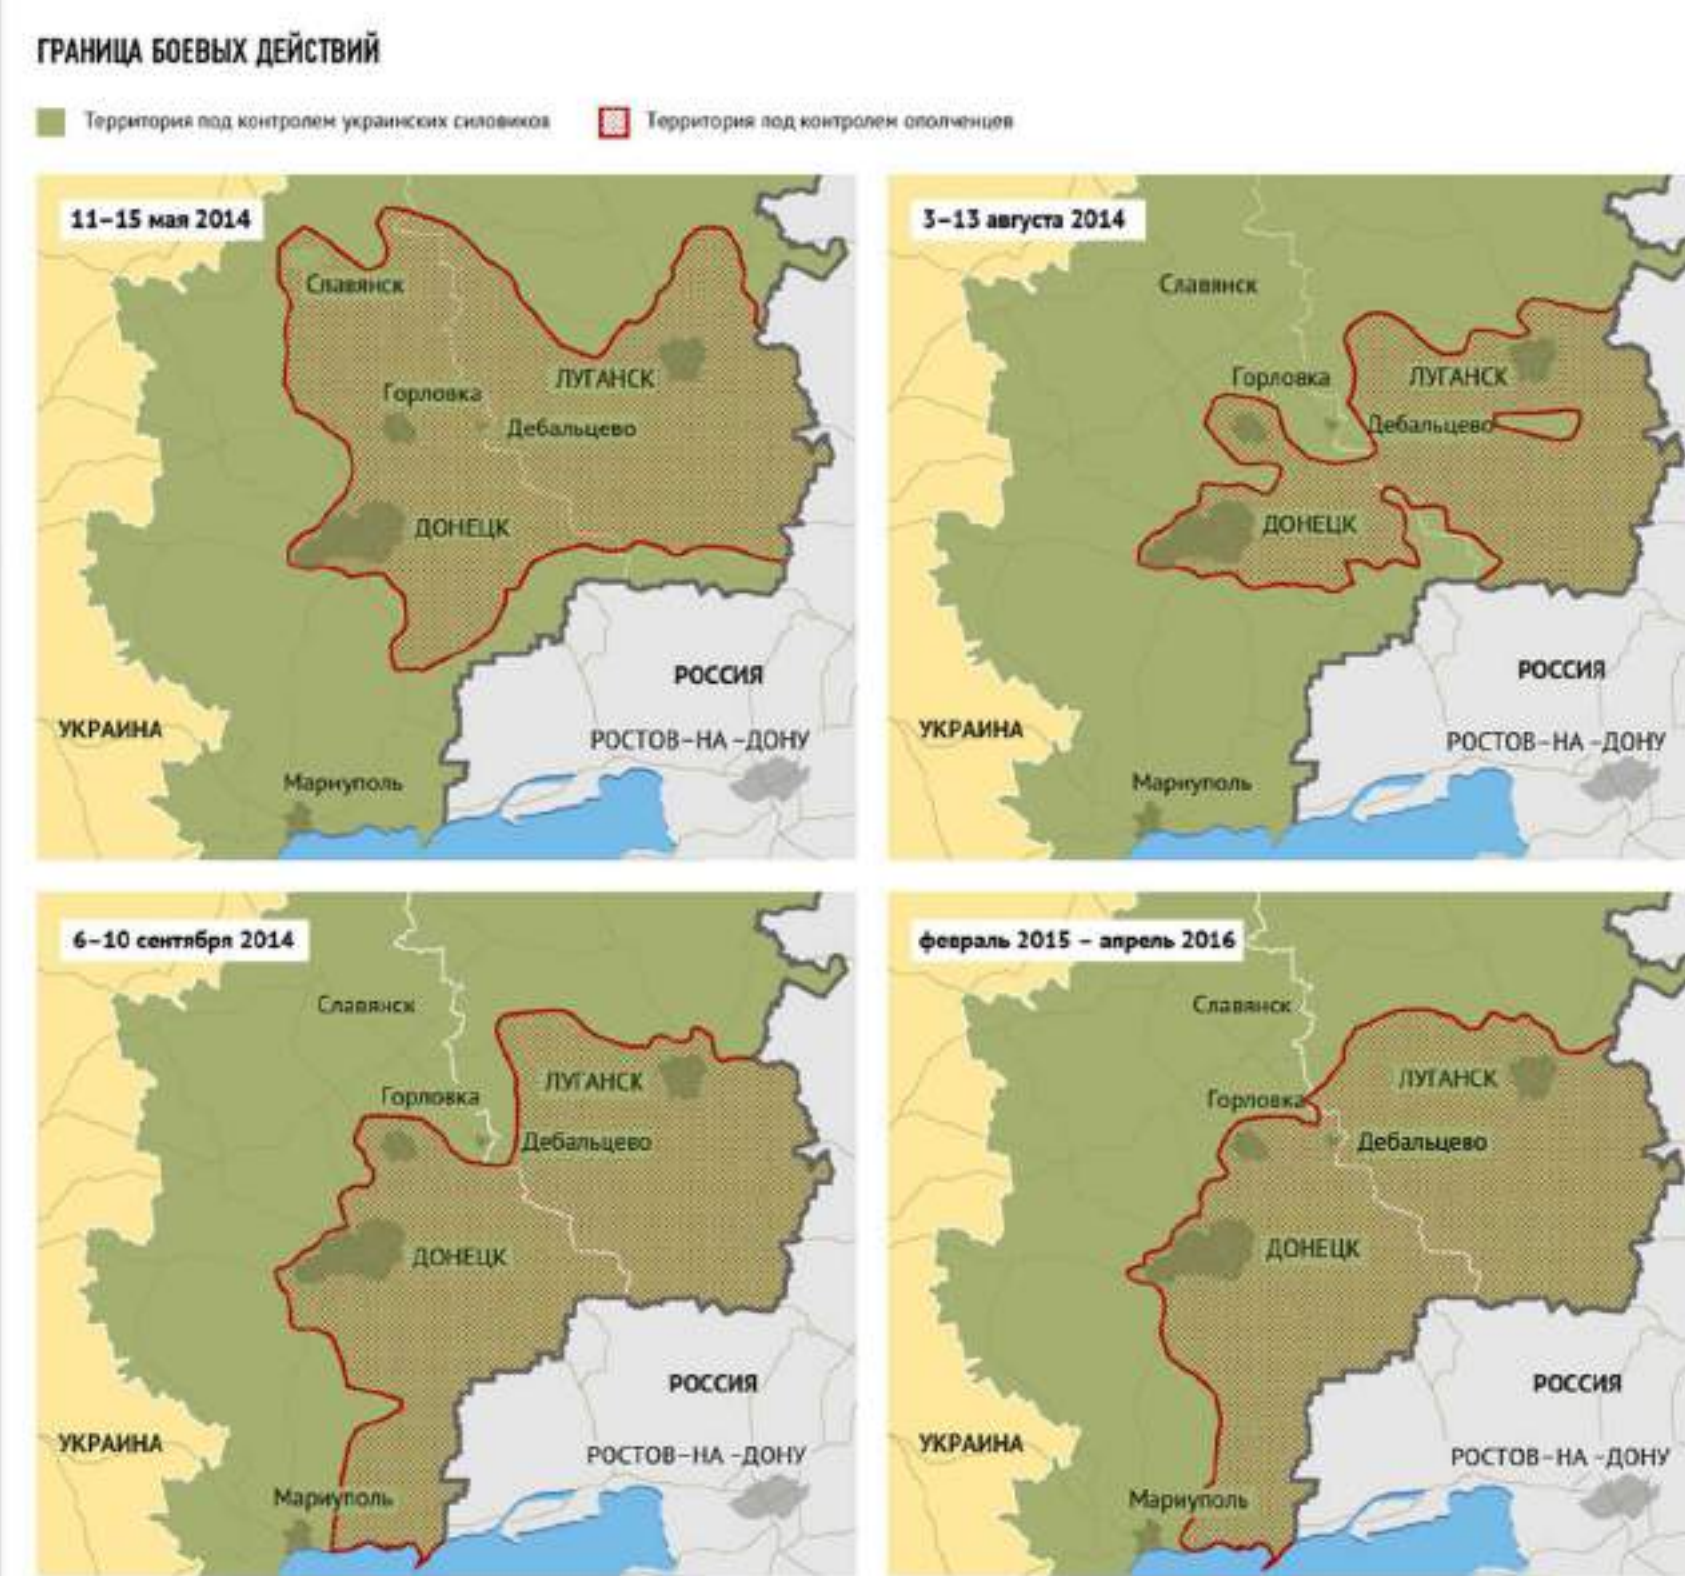 ГРАНИЦА БОЕВЫХ ДЕЙСТВИЙ
Территория под контролем украинских силовиков
Территория под контролем ополченцев
11–15 мая 2014
Славянск
Горловка
ЛУГАНСК
Дебальцево
ДОНЕЦК
РОССИЯ
УКРАИНА
РОСТОВ–НА –ДОНУ
Мариуполь
3–13 августа 2014
Славянск
Горловка
ЛУГАНСК
Дебальцево
ДОНЕЦК
РОССИЯ
УКРАИНА
РОСТОВ–НА –ДОНУ
Мариуполь
6–10 сентября 2014
Славянск
ЛУГАНСК
Горловка
Дебальцево
ДОНЕЦК
РОССИЯ
УКРАИНА
РОСТОВ–НА –ДОНУ
Мариуполь
февраль 2015 – апрель 2016
Славянск
ЛУГАНСК
Горловка
Дебальцево
ДОНЕЦК
РОССИЯ
УКРАИНА
РОСТОВ–НА –ДОНУ
Мариуполь